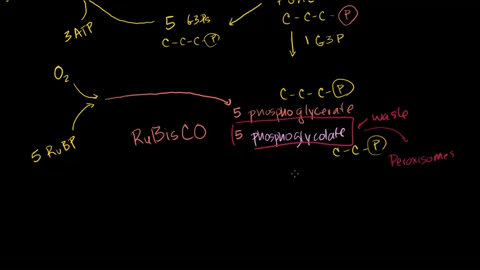 5 G3Ps
3ATP
C-C-C-P
C-C-C-P
1 G3P
O2
C-C-C-P
5 phosphoglycerate
5 phosphoglycolate
waste
RuBisCO
5 RuBP
C-C-P
Peroxisomes